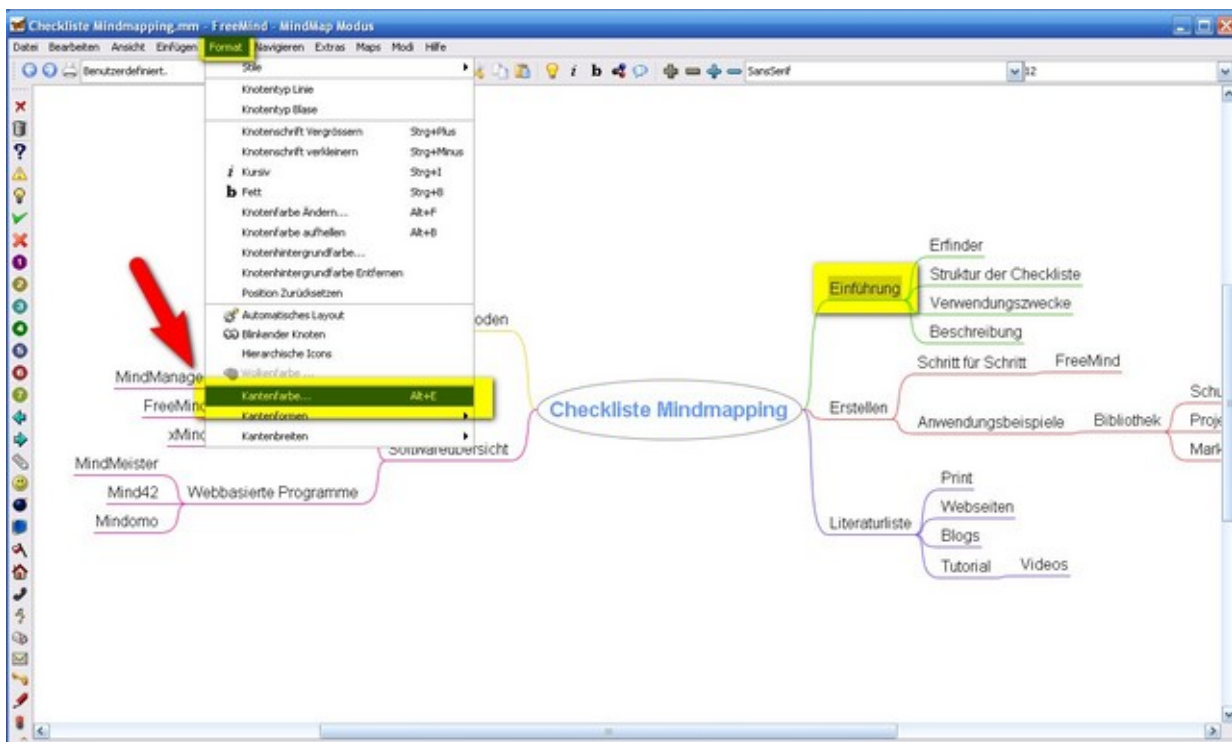 Checkliste Mindmapping.mm - FreeMind - MindMap Modus
Datei Bearbeiten Ansicht Einfügen Format Navigieren Extras Maps Modi Hilfe
Benutzerdefiniert. SansSerif 12
Stile
Knotentyp Linie
Knotentyp Blase
Knotenschrift Vergrössern Strg+Plus
Knotenschrift verkleinern Strg+Minus
i Kursiv Strg+I
b Fett Strg+B
Knotenfarbe Ändern... Alt+F
Knotenfarbe aufhellen Alt+B
Knotenhintergrundfarbe...
Knotenhintergrundfarbe Entfernen
Position Zurücksetzen
Automatisches Layout
Blinkender Knoten
Hierarchische Icons
Wolkenfarbe ...
Kantenfarbe... Alt+E
Kantenformen
Kantenbreiten
oden
MindManage
FreeMind
xMind
Softwareübersicht
MindMeister
Mind42
Mindomo
Webbasierte Programme
Checkliste Mindmapping
Einführung
Erfinder
Struktur der Checkliste
Verwendungszwecke
Beschreibung
Erstellen
Schritt für Schritt
FreeMind
Anwendungsbeispiele
Bibliothek
Schu
Proje
Mark
Literaturliste
Print
Webseiten
Blogs
Tutorial
Videos